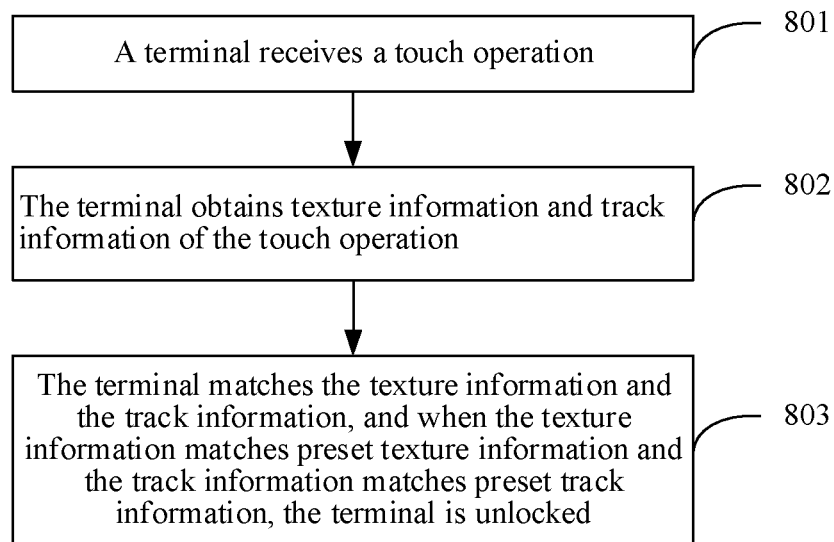 A terminal receives a touch operation
801
The terminal obtains texture information and track
information of the touch operation
802
The terminal matches the texture information and
the track information, and when the texture
information matches preset texture information and
the track information matches preset track
information, the terminal is unlocked
803